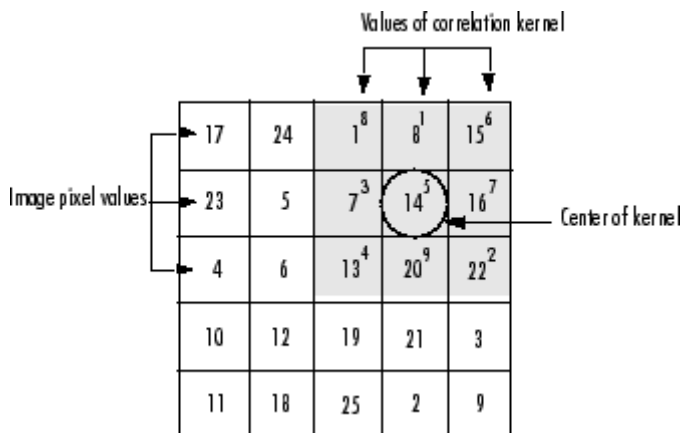 Values of correlation kernel
17 24 1 8 8 1 15 6
Image pixel values 23 5 7 3 14 5 16 7
Center of kernel
4 6 13 4 20 9 22 2
10 12 19 21 3
11 18 25 2 9